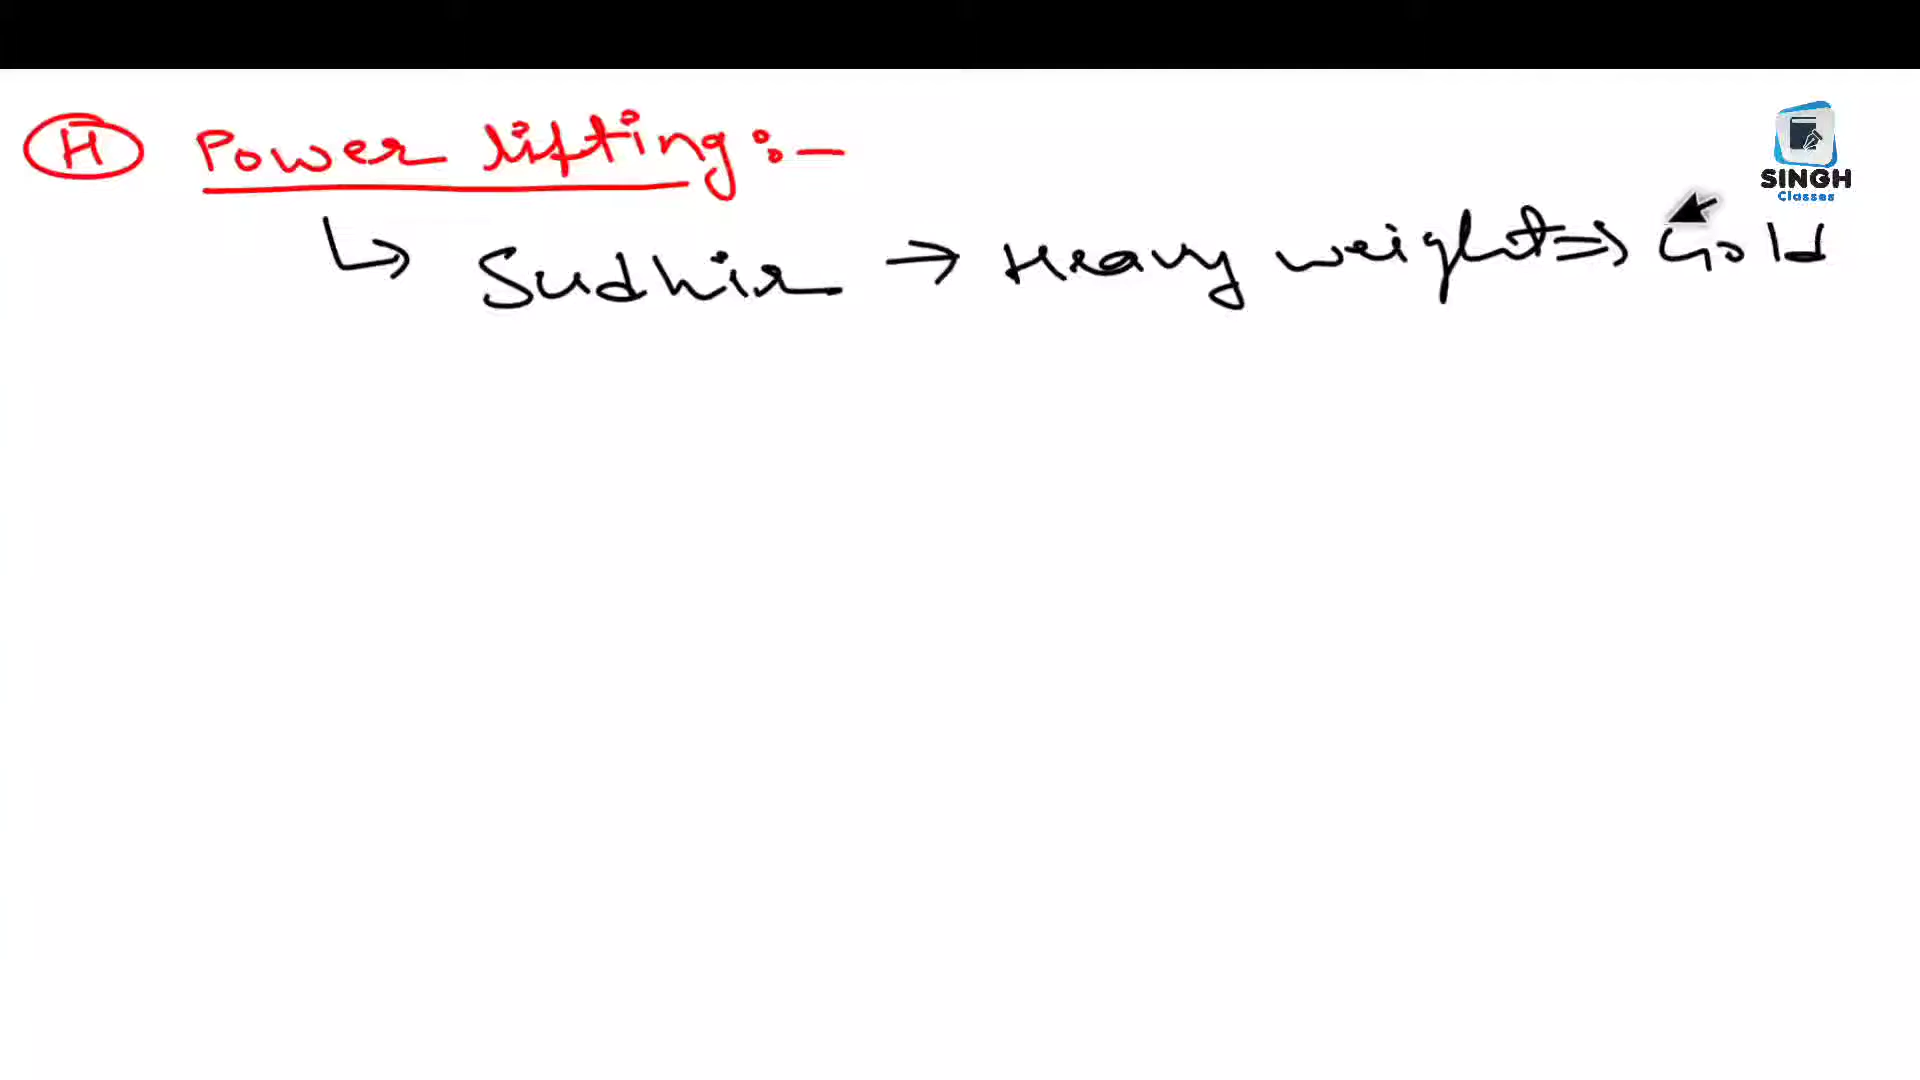 (H) Power lifting :-
SINGH
Classes
↳ Sudhir → Heavy weight ⇒ Gold